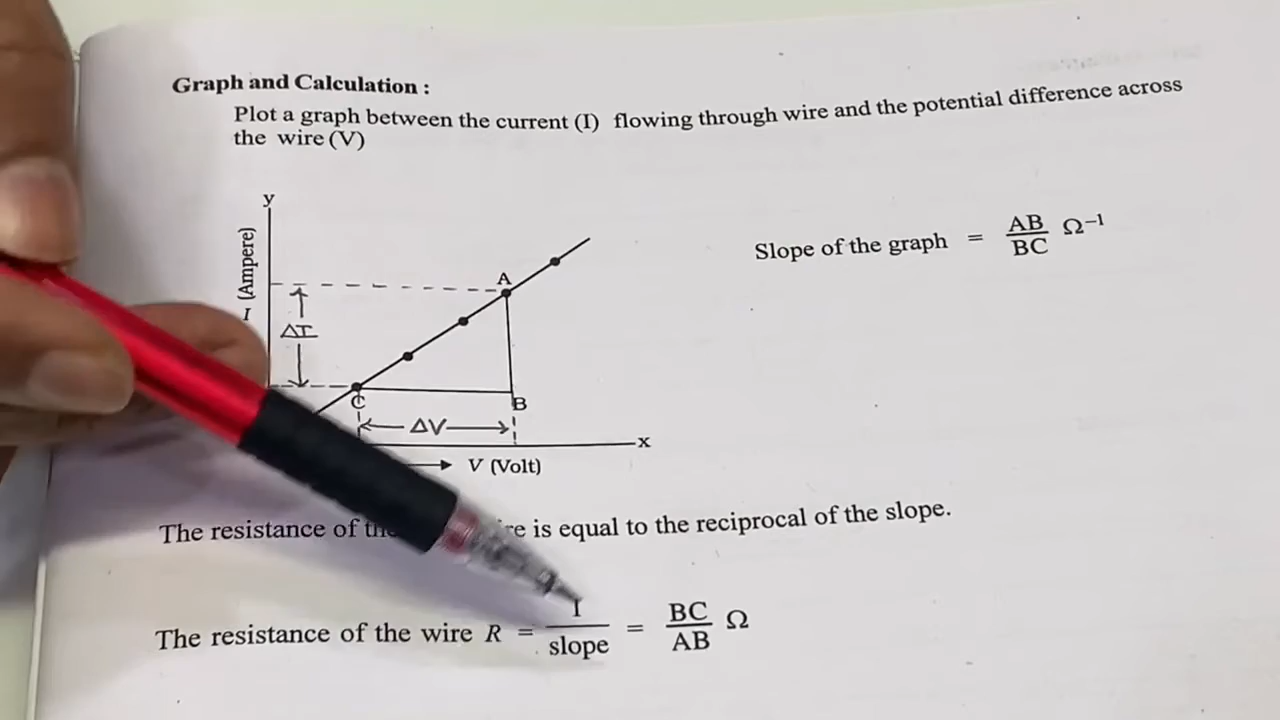 Graph and Calculation :
Plot a graph between the current (I) flowing through wire and the potential difference across
the wire (V)
y
I (Ampere)
ΔI
A
C
B
ΔV
x
V (Volt)
Slope of the graph = AB/BC Ω⁻¹
The resistance of is equal to the reciprocal of the slope.
The resistance of the wire R = 1/slope = BC/AB Ω